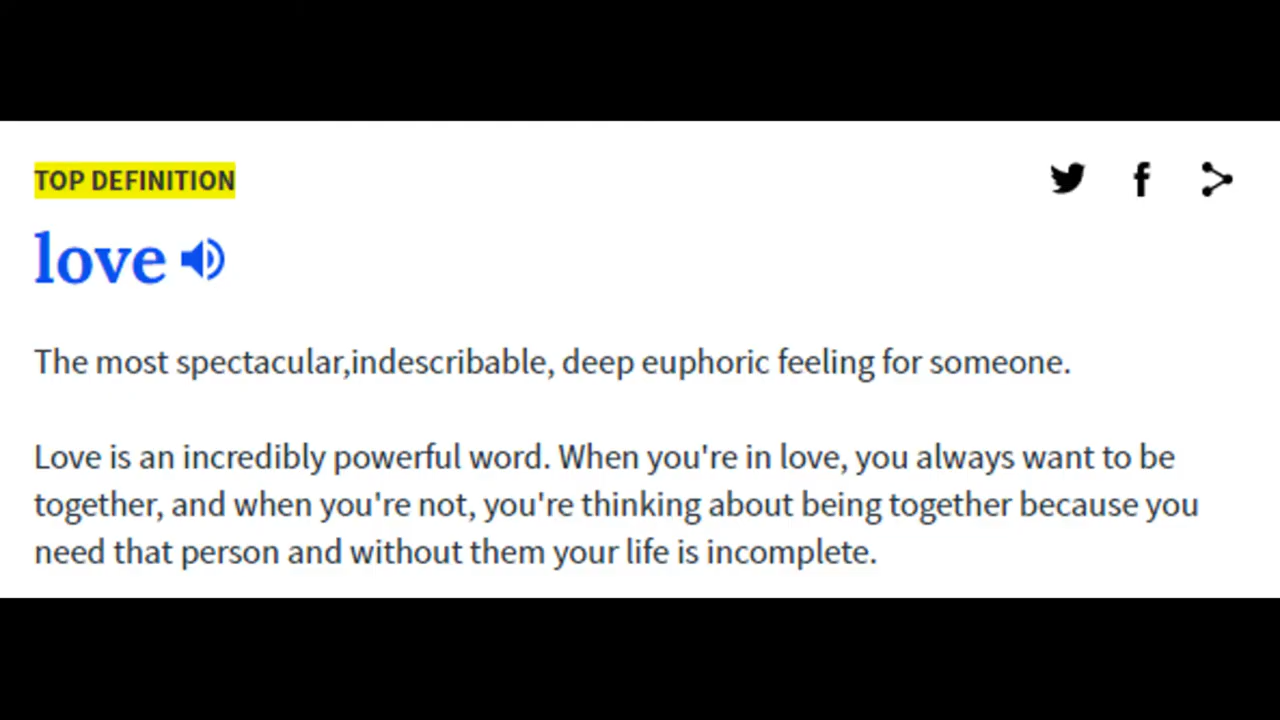 TOP DEFINITION
love
The most spectacular,indescribable, deep euphoric feeling for someone.
Love is an incredibly powerful word. When you're in love, you always want to be
together, and when you're not, you're thinking about being together because you
need that person and without them your life is incomplete.